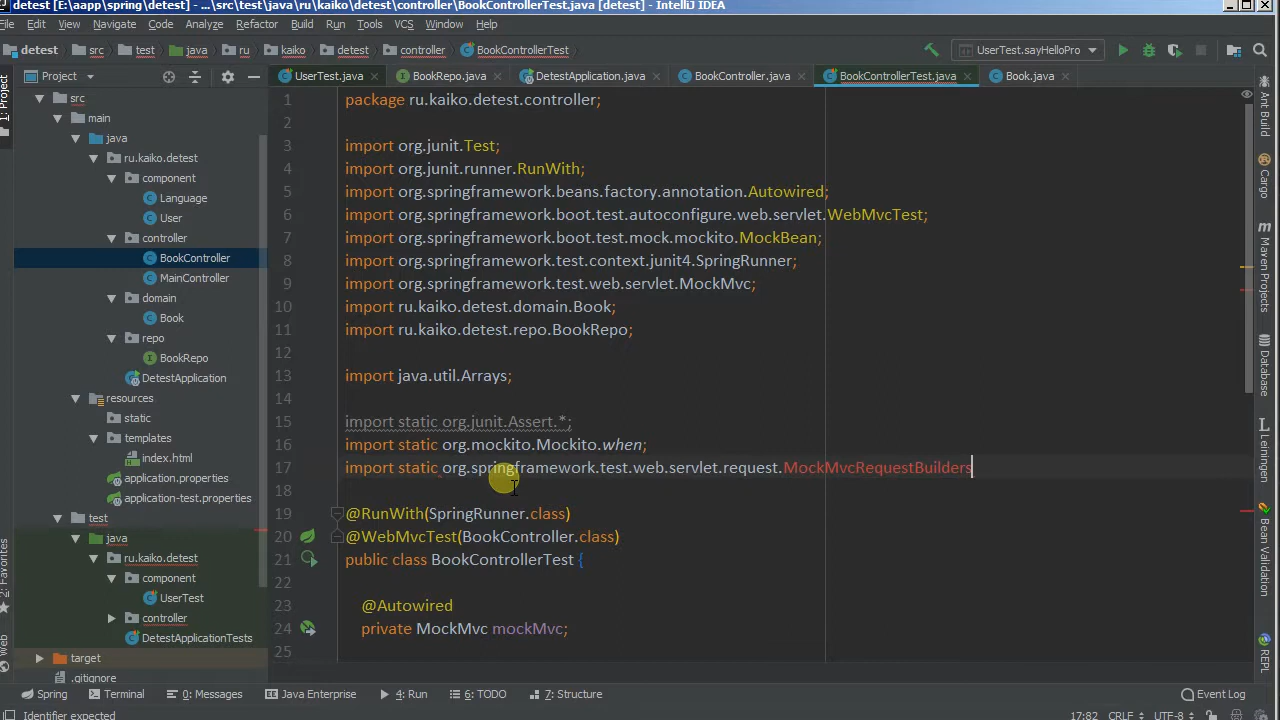 detest [E:\aapp\spring\detest] - ...\src\test\java\ru\kaiko\detest\controller\BookControllerTest.java [detest] - IntelliJ IDEA
File Edit View Navigate Code Analyze Refactor Build Run Tools VCS Window Help
detest src test java ru kaiko detest controller BookControllerTest UserTest.sayHelloPro
Project UserTest.java BookRepo.java DetestApplication.java BookController.java BookControllerTest.java Book.java
1: Project
src
main
java
ru.kaiko.detest
component
Language
User
controller
BookController
MainController
domain
Book
repo
BookRepo
DetestApplication
resources
static
templates
index.html
application.properties
application-test.properties
test
java
ru.kaiko.detest
component
UserTest
controller
DetestApplicationTests
target
.gitignore
2: Favorites
Web
1 package ru.kaiko.detest.controller;
2
3 import org.junit.Test;
4 import org.junit.runner.RunWith;
5 import org.springframework.beans.factory.annotation.Autowired;
6 import org.springframework.boot.test.autoconfigure.web.servlet.WebMvcTest;
7 import org.springframework.boot.test.mock.mockito.MockBean;
8 import org.springframework.test.context.junit4.SpringRunner;
9 import org.springframework.test.web.servlet.MockMvc;
10 import ru.kaiko.detest.domain.Book;
11 import ru.kaiko.detest.repo.BookRepo;
12
13 import java.util.Arrays;
14
15 import static org.junit.Assert.*;
16 import static org.mockito.Mockito.when;
17 import static org.springframework.test.web.servlet.request.MockMvcRequestBuilders
18
19 @RunWith(SpringRunner.class)
20 @WebMvcTest(BookController.class)
21 public class BookControllerTest {
22
23 @Autowired
24 private MockMvc mockMvc;
25
Ant Build
Cargo
Maven Projects
Database
Lemeningen
Bean Validation
REPL
Spring Terminal 0: Messages Java Enterprise 4: Run 6: TODO 7: Structure Event Log
Identifier expected 17:82 CRLF UTF-8